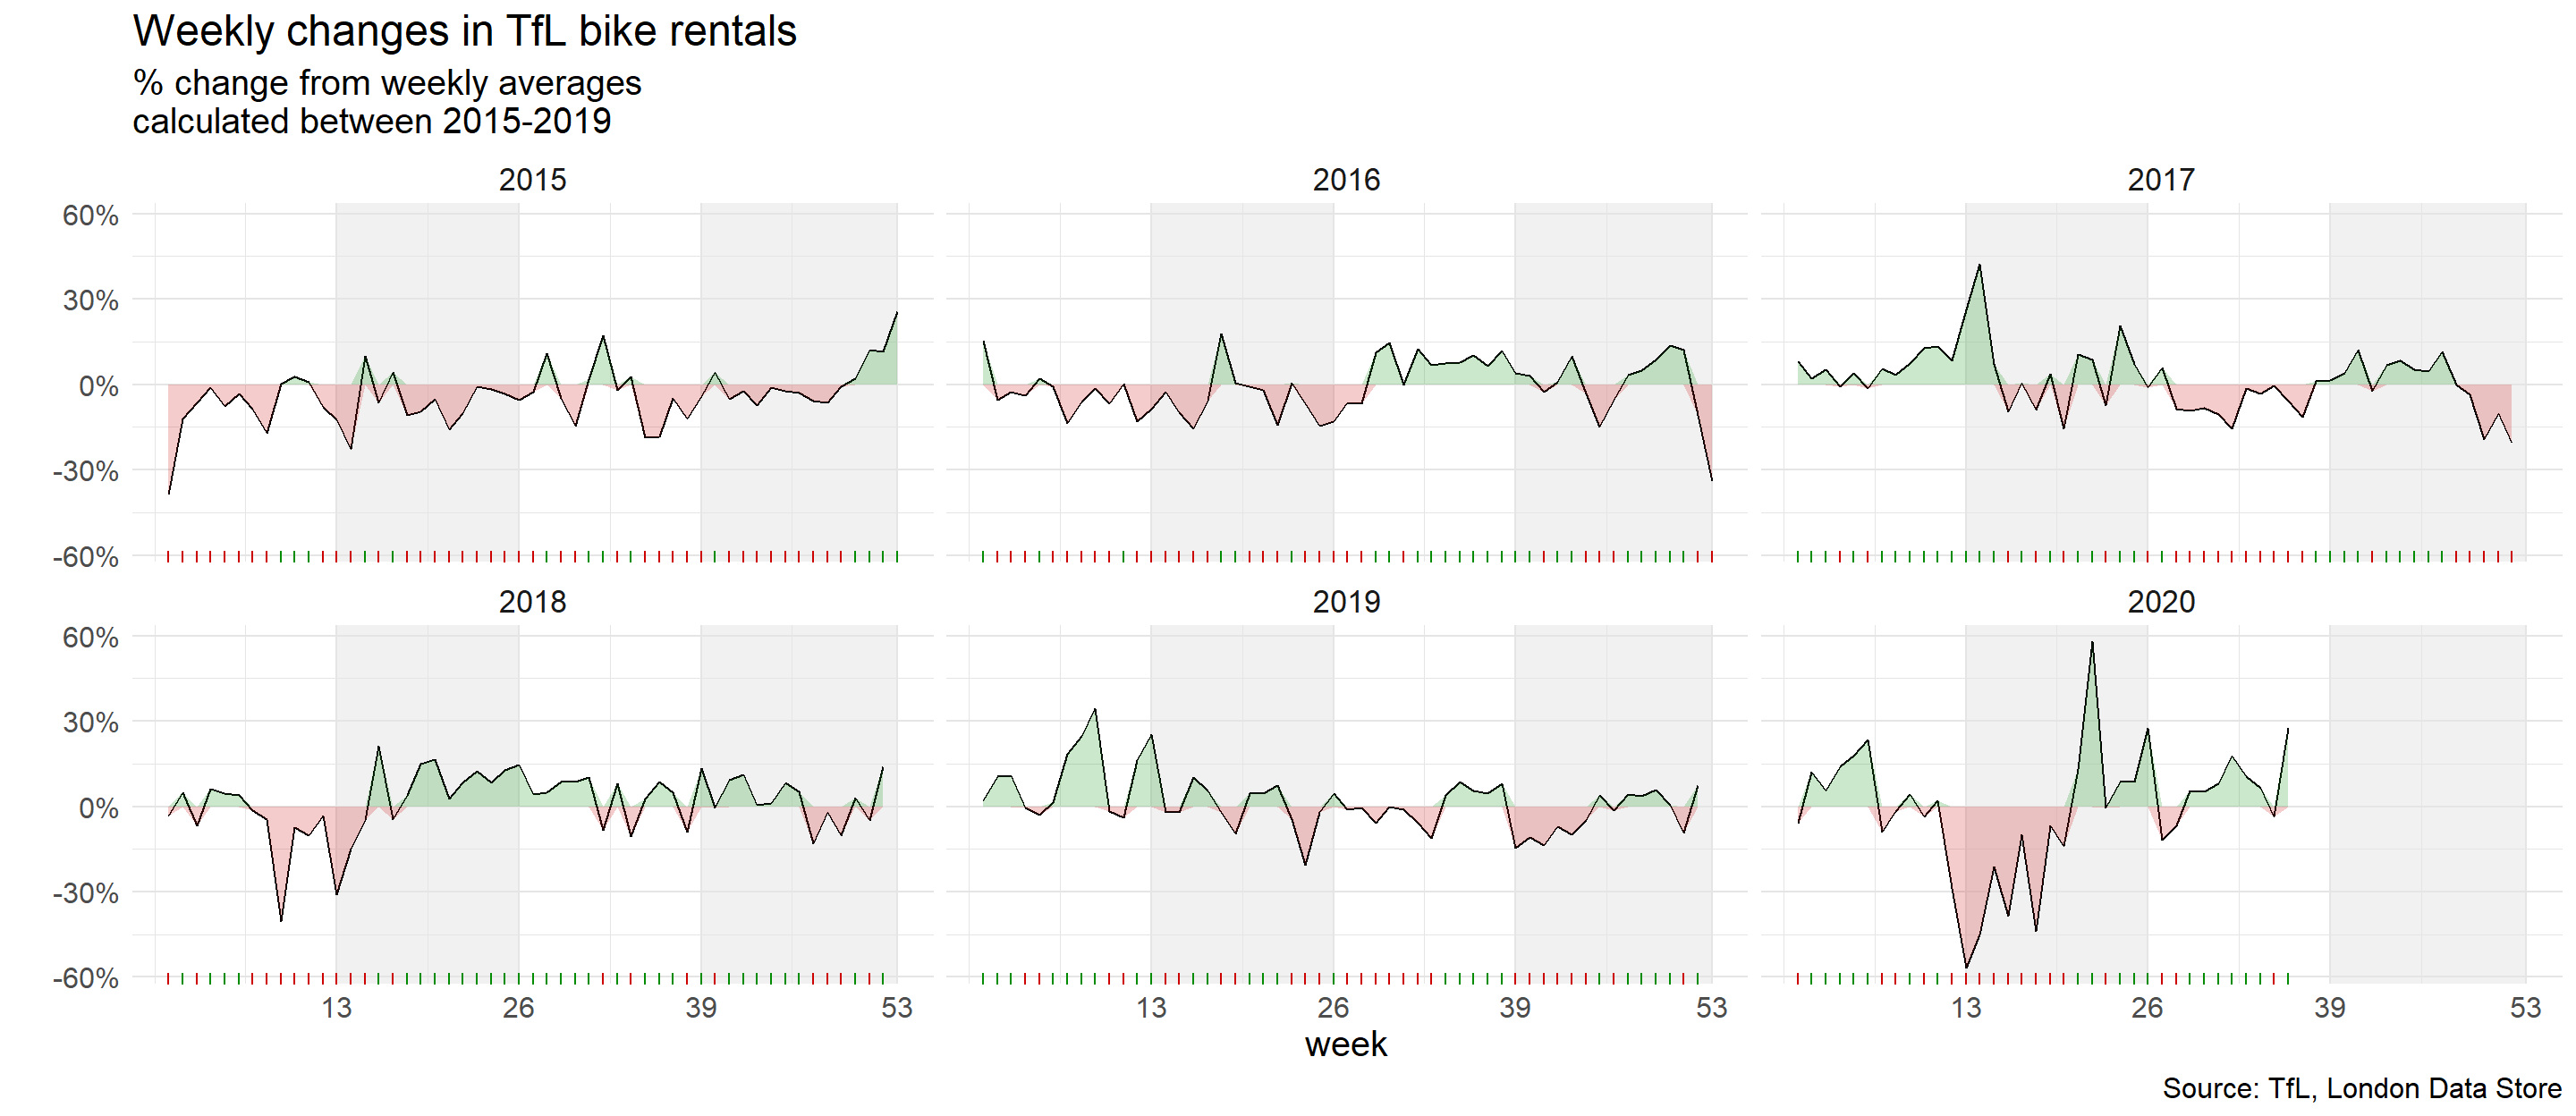 Weekly changes in TfL bike rentals
% change from weekly averages
calculated between 2015-2019
2015 2016 2017
60%
30%
0%
-30%
-60%
2018 2019 2020
60%
30%
0%
-30%
-60%
13 26 39 53 13 26 39 53 13 26 39 53
week
Source: TfL, London Data Store